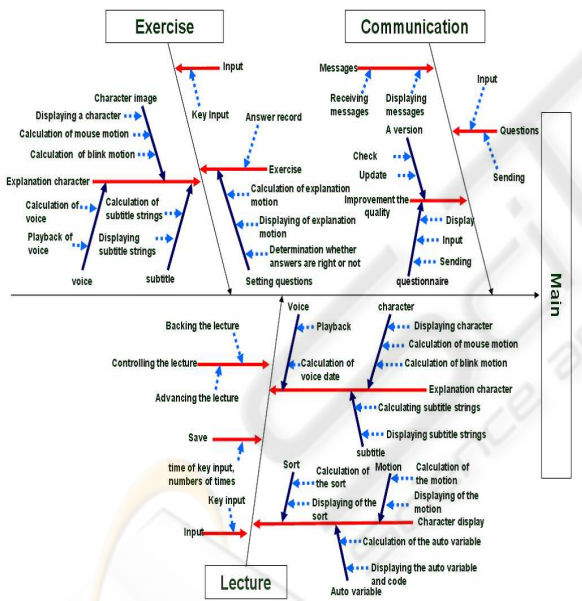 Exercise
Communication
Input
Key Input
Character image
Displaying a character
Calculation of mouse motion
Calculation of blink motion
Answer record
Explanation character
Exercise
Calculation of
voice
Playback of
voice
Calculation of
subtitle strings
Displaying
subtitle strings
Calculation of explanation
motion
Displaying of explanation
motion
Determination whether
answers are right or not
voice
subtitle
Setting questions
Messages
Receiving
messages
Displaying
messages
Input
Questions
Sending
A version
Check
Update
Improvement the
quality
Display
Input
Sending
questionnaire
Main
Backing the lecture
Controlling the lecture
Advancing the lecture
Save
time of key input,
numbers of times
Key input
Input
Lecture
Voice
Playback
Calculation of
voice date
character
Displaying character
Calculation of mouse motion
Calculation of blink motion
Explanation character
Calculating subtitle strings
Displaying subtitle strings
subtitle
Sort
Calculation of
the sort
Displaying of the
sort
Motion
Calculation of
the motion
Displaying of the
motion
Character display
Calculation of the auto variable
Displaying the auto variable
and code
Auto variable